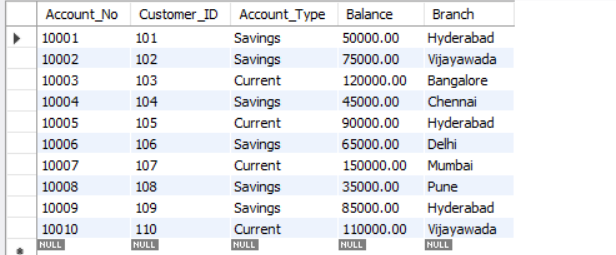 Account_No Customer_ID Account_Type Balance Branch
10001 101 Savings 50000.00 Hyderabad
10002 102 Savings 75000.00 Vijayawada
10003 103 Current 120000.00 Bangalore
10004 104 Savings 45000.00 Chennai
10005 105 Current 90000.00 Hyderabad
10006 106 Savings 65000.00 Delhi
10007 107 Current 150000.00 Mumbai
10008 108 Savings 35000.00 Pune
10009 109 Savings 85000.00 Hyderabad
10010 110 Current 110000.00 Vijayawada
NULL NULL NULL NULL NULL